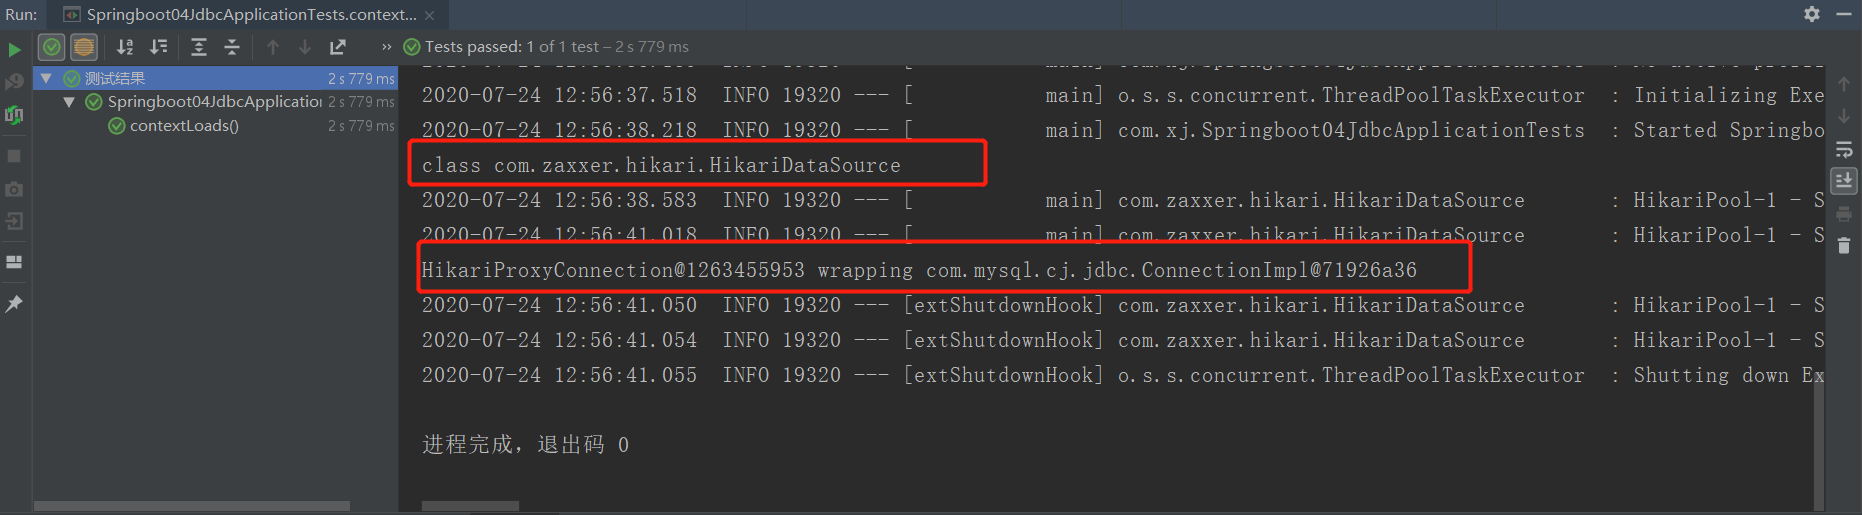 Run: Springboot04JdbcApplicationTests.context...
Tests passed: 1 of 1 test – 2 s 779 ms
测试结果 2 s 779 ms
Springboot04JdbcApplication 2 s 779 ms
contextLoads() 2 s 779 ms
2020-07-24 12:56:37.518 INFO 19320 --- [ main] o.s.s.concurrent.ThreadPoolTaskExecutor : Initializing Exe
2020-07-24 12:56:38.218 INFO 19320 --- [ main] com.xj.Springboot04JdbcApplicationTests : Started Springbo
class com.zaxxer.hikari.HikariDataSource
2020-07-24 12:56:38.583 INFO 19320 --- [ main] com.zaxxer.hikari.HikariDataSource : HikariPool-1 - S
2020-07-24 12:56:41.018 INFO 19320 --- [ main] com.zaxxer.hikari.HikariDataSource : HikariPool-1 - S
HikariProxyConnection@1263455953 wrapping com.mysql.cj.jdbc.ConnectionImpl@71926a36
2020-07-24 12:56:41.050 INFO 19320 --- [extShutdownHook] com.zaxxer.hikari.HikariDataSource : HikariPool-1 - S
2020-07-24 12:56:41.054 INFO 19320 --- [extShutdownHook] com.zaxxer.hikari.HikariDataSource : HikariPool-1 - S
2020-07-24 12:56:41.055 INFO 19320 --- [extShutdownHook] o.s.s.concurrent.ThreadPoolTaskExecutor : Shutting down Ex
进程完成，退出码 0